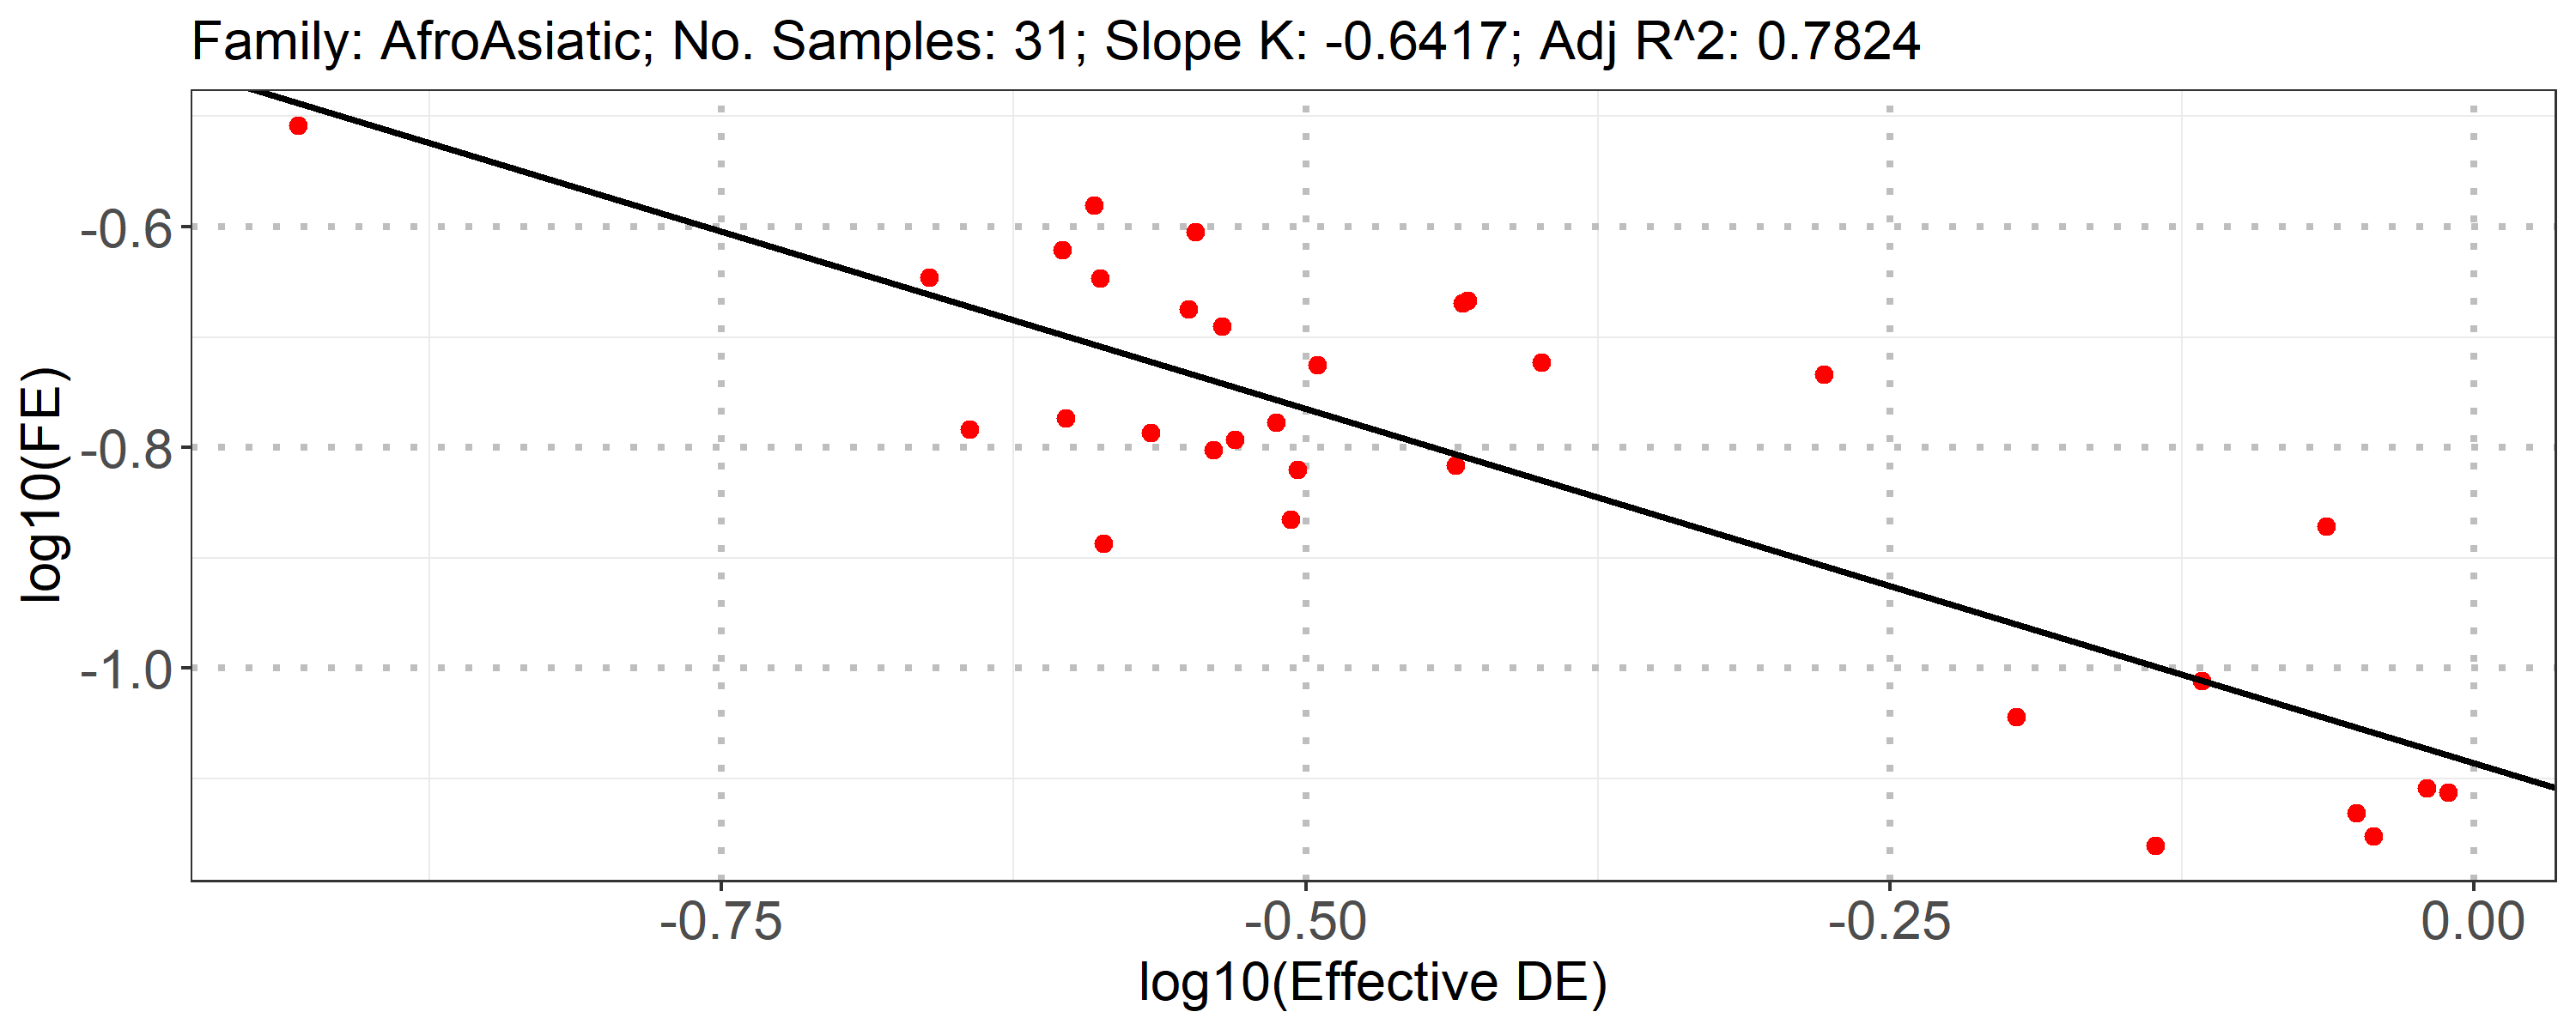 Family: AfroAsiatic; No. Samples: 31; Slope K: -0.6417; Adj R^2: 0.7824
log10(FE)
-0.6
-0.8
-1.0
-0.75 -0.50 -0.25 0.00
log10(Effective DE)